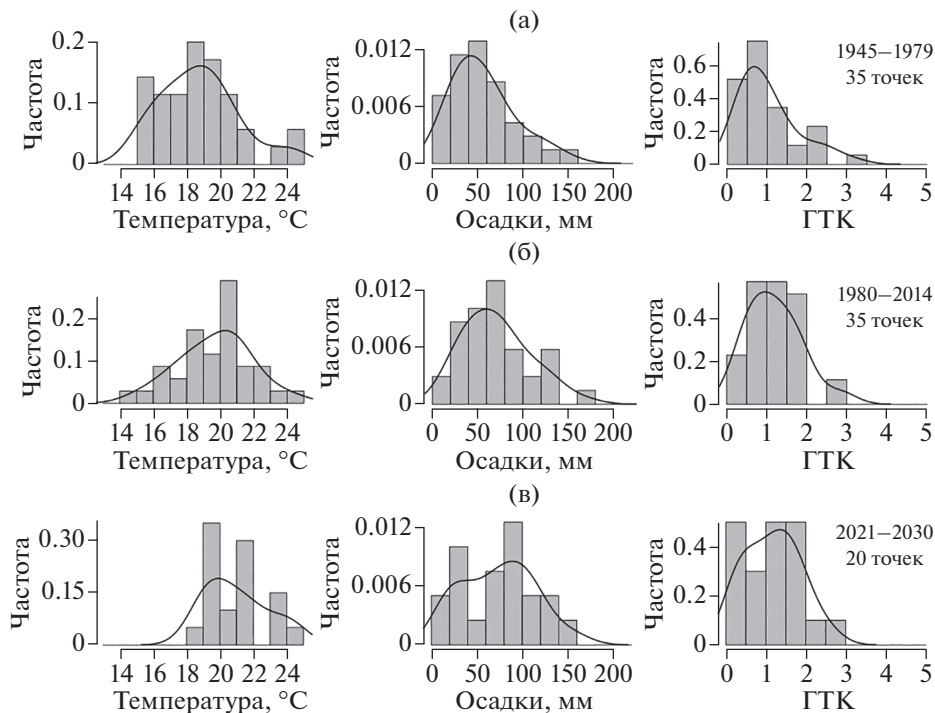 (а)
Частота
0.2
0.1
0
14 16 18 20 22 24
Температура, °C
Частота
0.012
0.006
0
0 50 100 150 200
Осадки, мм
Частота
0.6
0.4
0.2
0
0 1 2 3 4 5
ГТК
1945–1979
35 точек
(б)
Частота
0.2
0.1
0
14 16 18 20 22 24
Температура, °C
Частота
0.012
0.006
0
0 50 100 150 200
Осадки, мм
Частота
0.4
0.2
0
0 1 2 3 4 5
ГТК
1980–2014
35 точек
(в)
Частота
0.30
0.15
0
14 16 18 20 22 24
Температура, °C
Частота
0.012
0.006
0
0 50 100 150 200
Осадки, мм
Частота
0.4
0.2
0
0 1 2 3 4 5
ГТК
2021–2030
20 точек